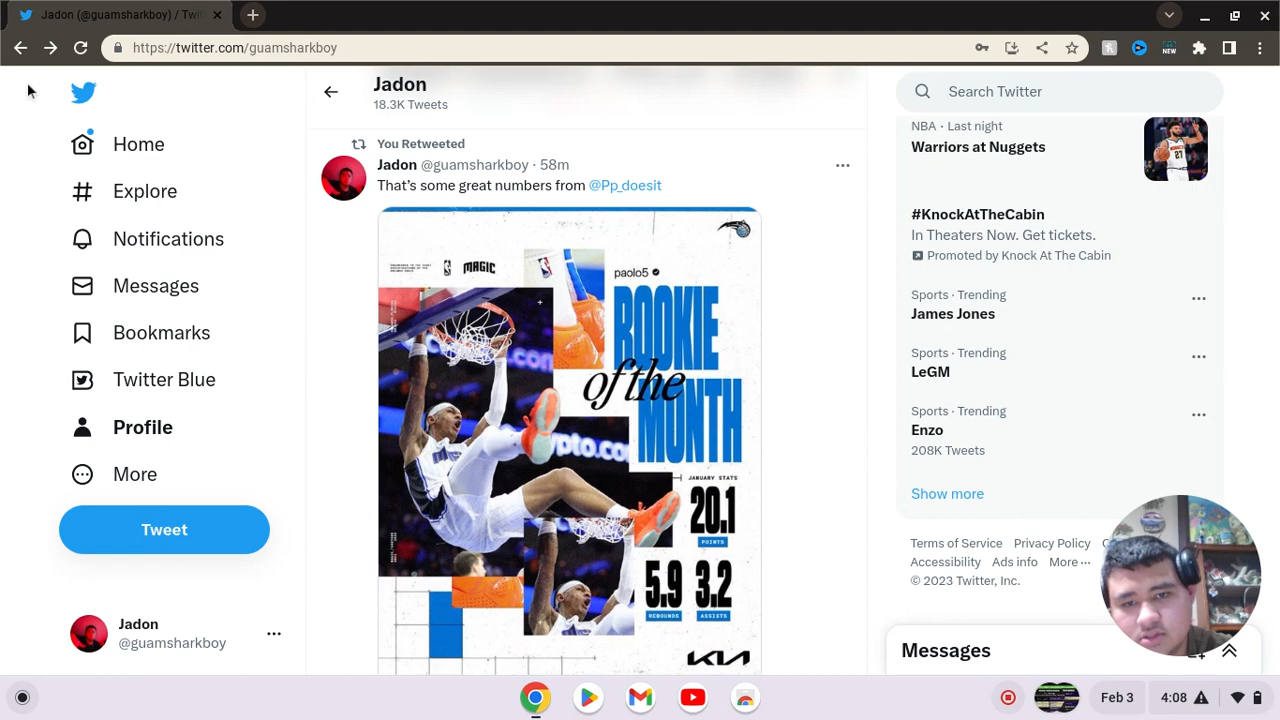 Jadon (@guamsharkboy) / Twit
https://twitter.com/guamsharkboy
NEW
Home
Explore
Notifications
Messages
Bookmarks
Twitter Blue
Profile
More
Tweet
Jadon
@guamsharkboy
Jadon
18.3K Tweets
You Retweeted
Jadon @guamsharkboy · 58m
That's some great numbers from @Pp_doesit
MAGIC
paolo5
ROOKIE
of the
MONTH
crypto.co
JANUARY STATS
20.1
POINTS
5.9 3.2
REBOUNDS ASSISTS
KIA
Search Twitter
NBA · Last night
Warriors at Nuggets
#KnockAtTheCabin
In Theaters Now. Get tickets.
Promoted by Knock At The Cabin
Sports · Trending
James Jones
Sports · Trending
LeGM
Sports · Trending
Enzo
208K Tweets
Show more
Terms of Service Privacy Policy C
Accessibility Ads info More ···
© 2023 Twitter, Inc.
Messages
Feb 3 4:08